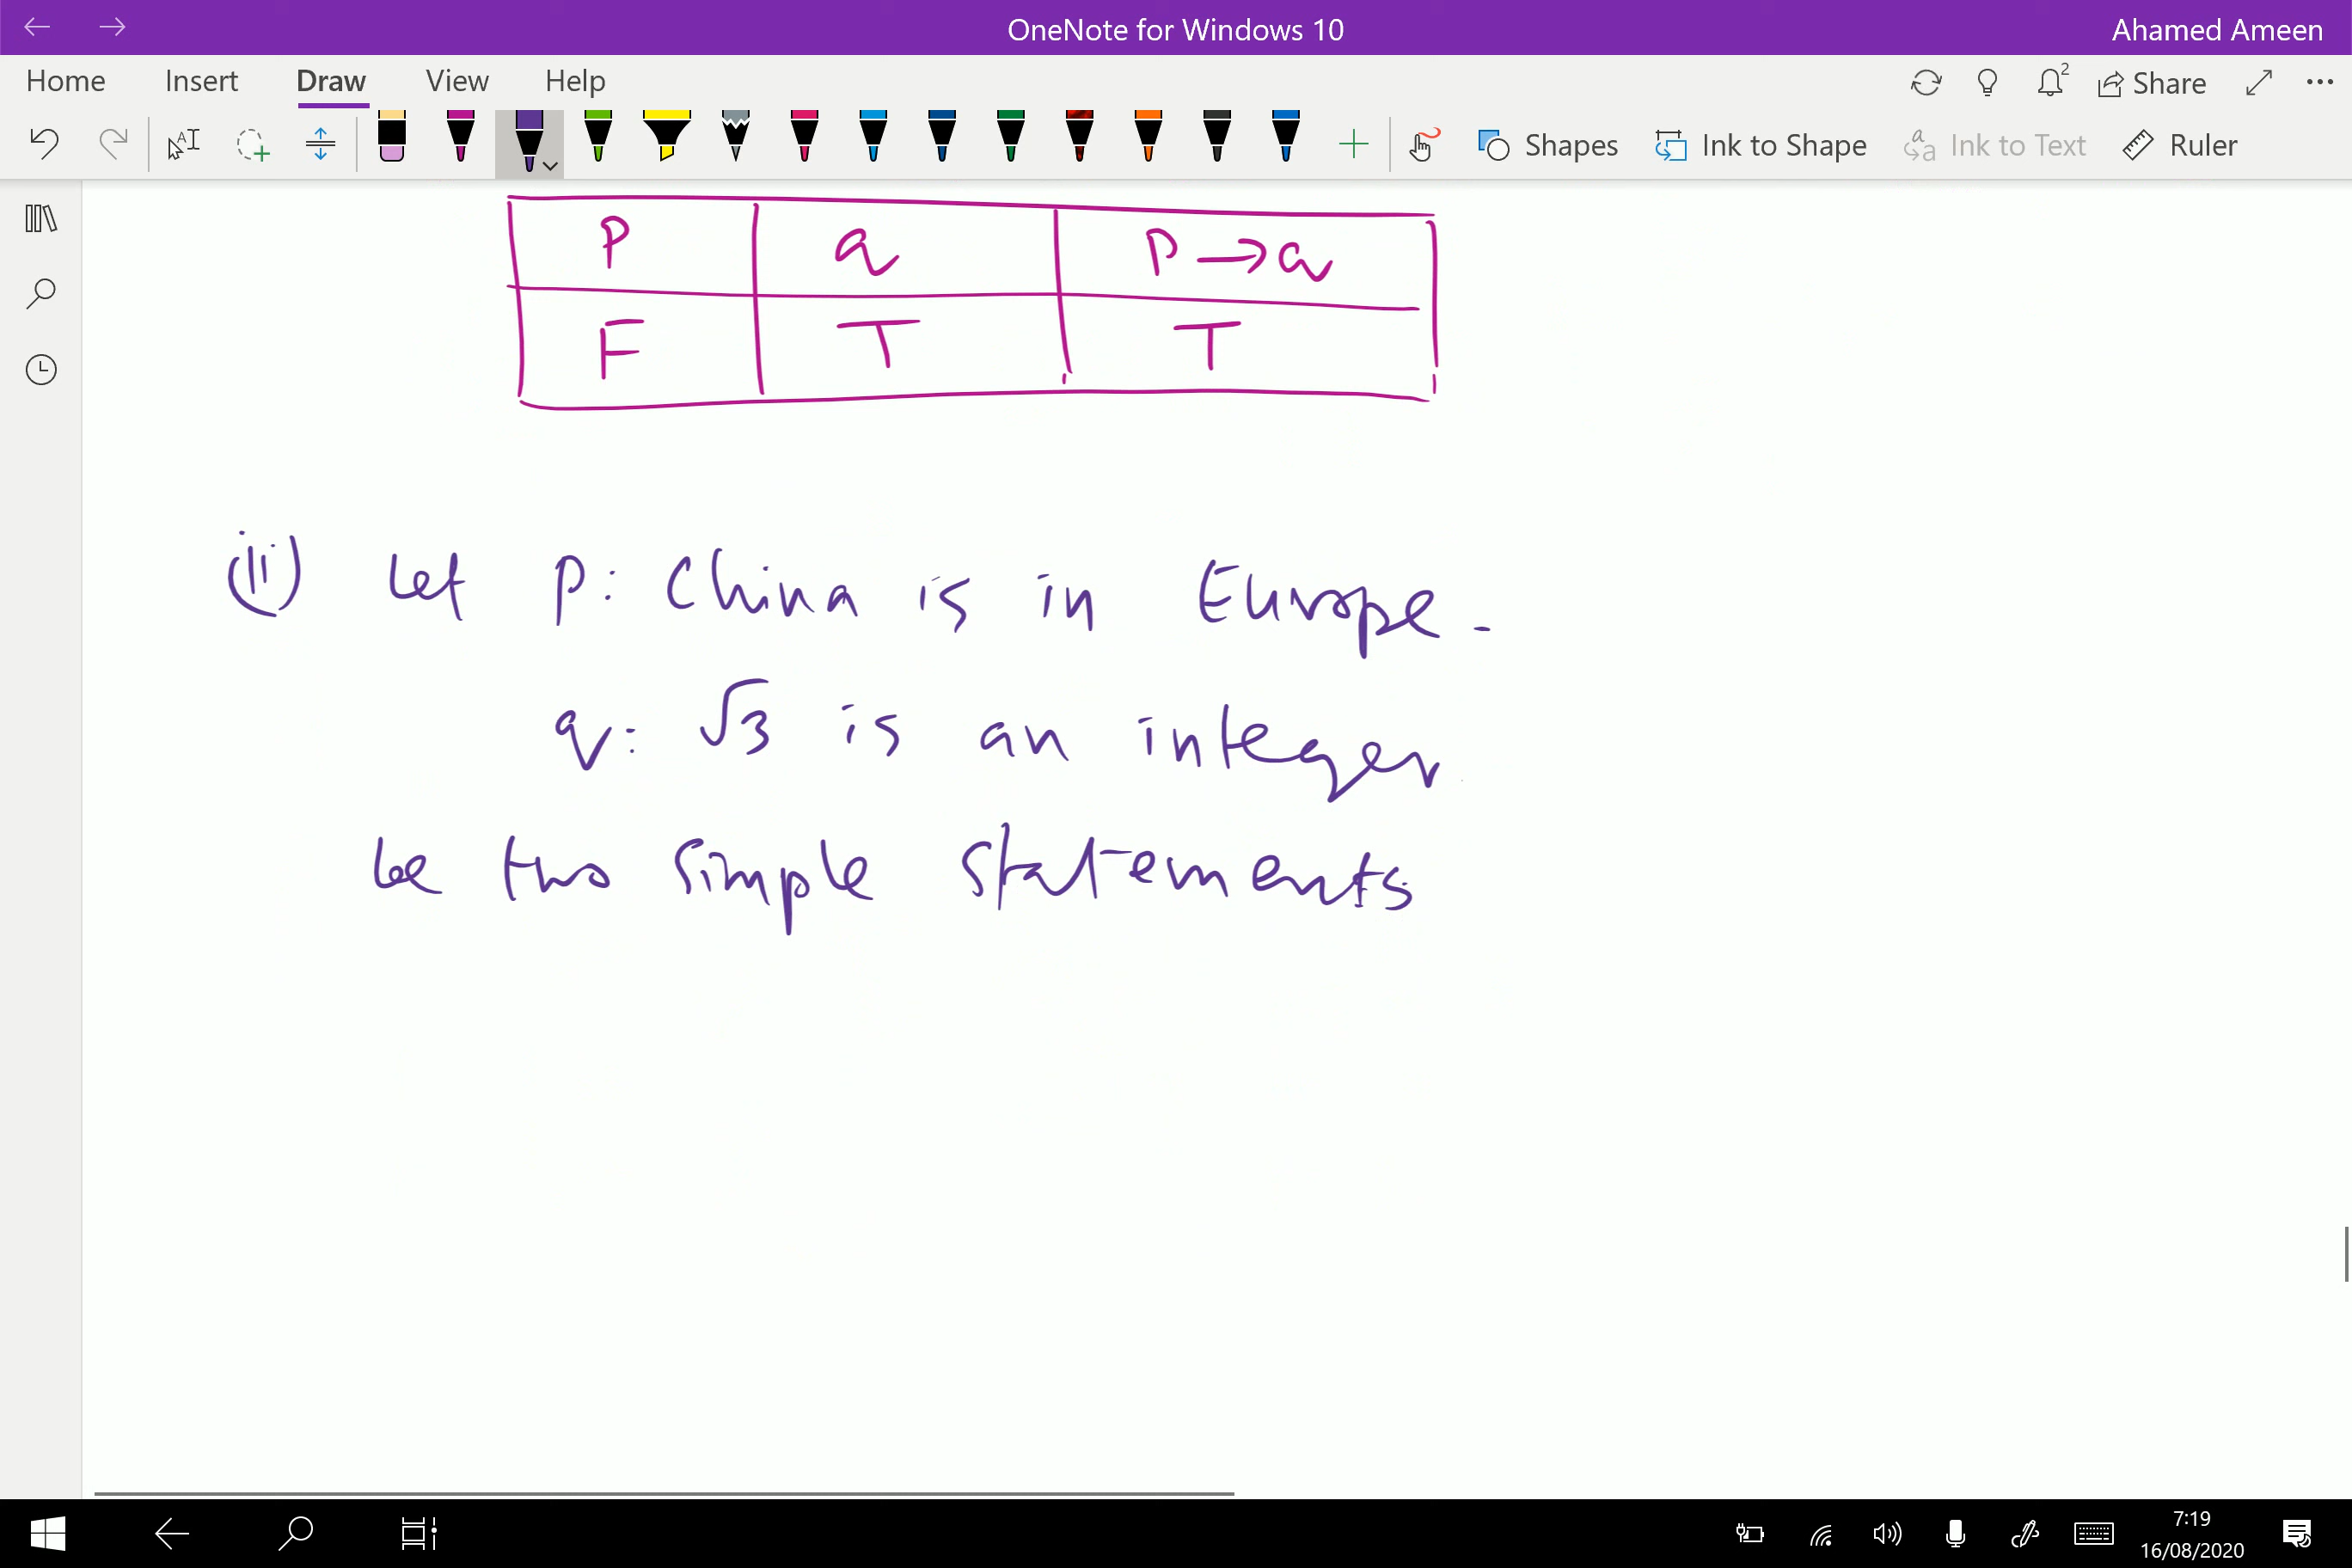 OneNote for Windows 10
Ahamed Ameen
Home Insert Draw View Help
2 Share
Shapes Ink to Shape Ink to Text Ruler
P q P→q
F T T
(ii) Let P: China is in Europe.
q: √3 is an integer
be two simple statements
7:19
16/08/2020